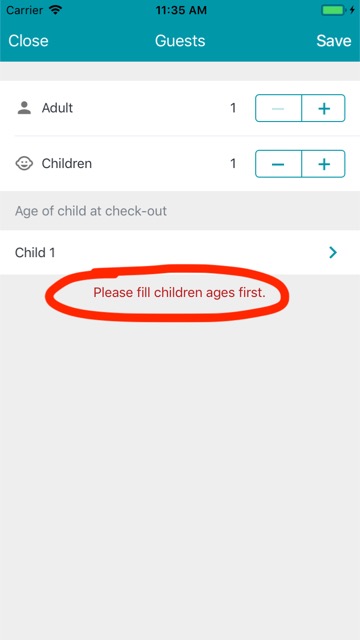 Carrier 11:35 AM
Close Guests Save
Adult 1 − +
Children 1 − +
Age of child at check-out
Child 1
Please fill children ages first.